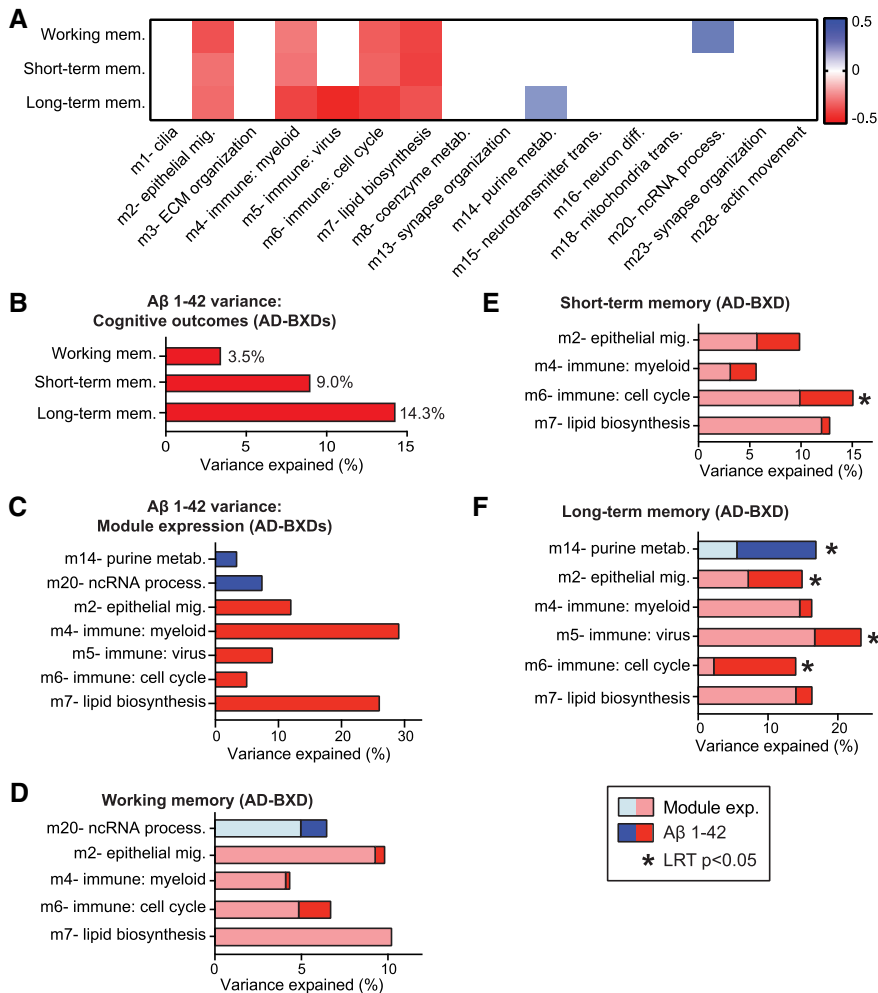 A
Working mem.
Short-term mem.
Long-term mem.
0.5
0
-0.5
m1- cilia
m2- epithelial mig.
m3- ECM organization
m4- immune: myeloid
m5- immune: virus
m6- immune: cell cycle
m7- lipid biosynthesis
m8- coenzyme metab.
m13- synapse organization
m14- purine metab.
m15- neurotransmitter trans.
m16- neuron diff.
m18- mitochondria trans.
m20- ncRNA process.
m23- synapse organization
m28- actin movement
B
Aβ 1-42 variance:
Cognitive outcomes (AD-BXDs)
Working mem.
3.5%
Short-term mem.
9.0%
Long-term mem.
14.3%
0 5 10 15
Variance expained (%)
C
Aβ 1-42 variance:
Module expression (AD-BXDs)
m14- purine metab.
m20- ncRNA process.
m2- epithelial mig.
m4- immune: myeloid
m5- immune: virus
m6- immune: cell cycle
m7- lipid biosynthesis
0 10 20 30
Variance expained (%)
D
Working memory (AD-BXD)
m20- ncRNA process.
m2- epithelial mig.
m4- immune: myeloid
m6- immune: cell cycle
m7- lipid biosynthesis
0 5 10
Variance expained (%)
E
Short-term memory (AD-BXD)
m2- epithelial mig.
m4- immune: myeloid
m6- immune: cell cycle *
m7- lipid biosynthesis
0 5 10 15
Variance expained (%)
F
Long-term memory (AD-BXD)
m14- purine metab. *
m2- epithelial mig. *
m4- immune: myeloid
m5- immune: virus *
m6- immune: cell cycle *
m7- lipid biosynthesis
0 10 20
Variance expained (%)
Module exp.
Aβ 1-42
* LRT p<0.05